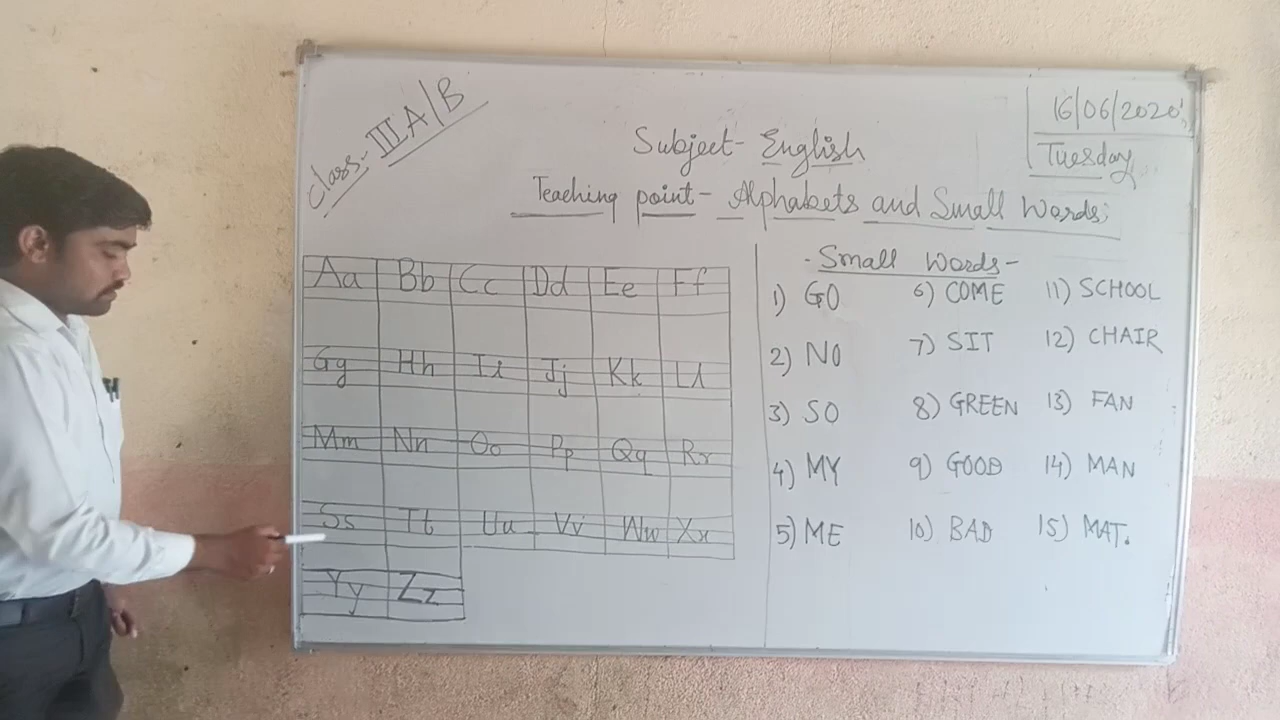 Class- III A/B
16/06/2020
Tuesday
Subject- English
Teaching point- Alphabets and Small Words
Aa Bb Cc Dd Ee Ff
Gg Hh Ii Jj Kk Ll
Mm Nn Oo Pp Qq Rr
Ss Tt Uu Vv Ww Xx
Yy Zz
- Small Words -
1) GO
2) NO
3) SO
4) MY
5) ME
6) COME
7) SIT
8) GREEN
9) GOOD
10) BAD
11) SCHOOL
12) CHAIR
13) FAN
14) MAN
15) MAT.